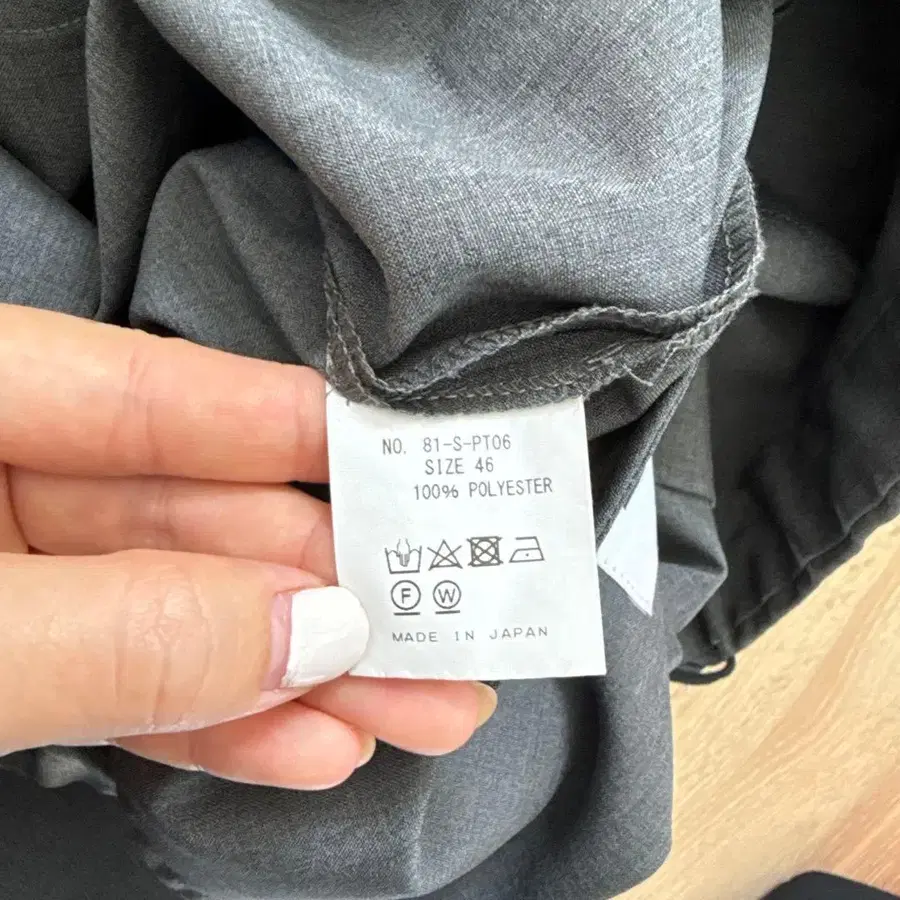 NO. 81-S-PT06
SIZE 46
100% POLYESTER
F W
MADE IN JAPAN